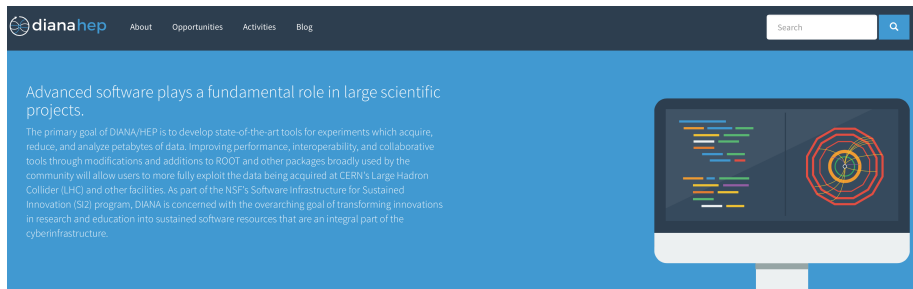 dianahep About Opportunities Activities Blog Search
Advanced software plays a fundamental role in large scientific
projects.
The primary goal of DIANA/HEP is to develop state-of-the-art tools for experiments which acquire,
reduce, and analyze petabytes of data. Improving performance, interoperability, and collaborative
tools through modifications and additions to ROOT and other packages broadly used by the
community will allow users to more fully exploit the data being acquired at CERN's Large Hadron
Collider (LHC) and other facilities. As part of the NSF's Software Infrastructure for Sustained
Innovation (SI2) program, DIANA is concerned with the overarching goal of transforming innovations
in research and education into sustained software resources that are an integral part of the
cyberinfrastructure.